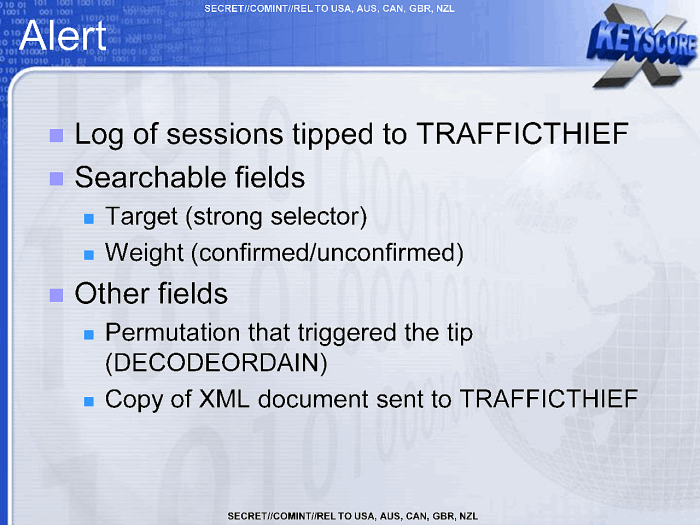 SECRET//COMINT//REL TO USA, AUS, CAN, GBR, NZL
Alert
X KEYSCORE
Log of sessions tipped to TRAFFICTHIEF
Searchable fields
Target (strong selector)
Weight (confirmed/unconfirmed)
Other fields
Permutation that triggered the tip
(DECODEORDAIN)
Copy of XML document sent to TRAFFICTHIEF
SECRET//COMINT//REL TO USA, AUS, CAN, GBR, NZL